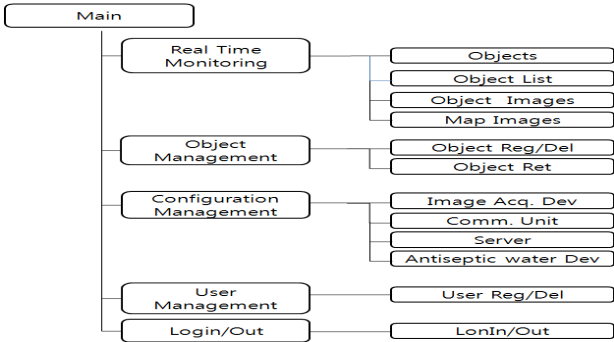 Main
Real Time
Monitoring
Objects
Object List
Object Images
Map Images
Object
Management
Object Reg/Del
Object Ret
Configuration
Management
Image Acq. Dev
Comm. Unit
Server
Antiseptic water Dev
User
Management
User Reg/Del
Login/Out
LonIn/Out